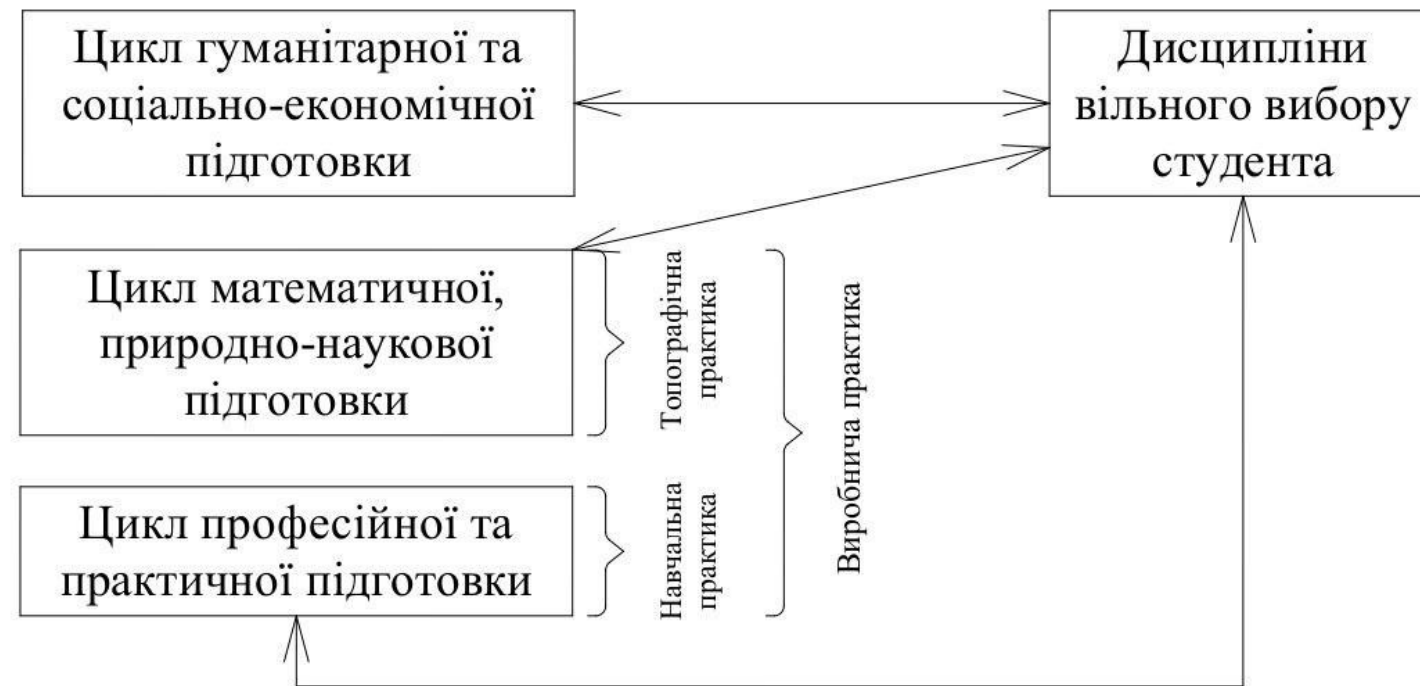 Цикл гуманітарної та
соціально-економічної
підготовки
Дисципліни
вільного вибору
студента
Цикл математичної,
природно-наукової
підготовки
Топографічна
практика
Виробнича практика
Цикл професійної та
практичної підготовки
Навчальна
практика